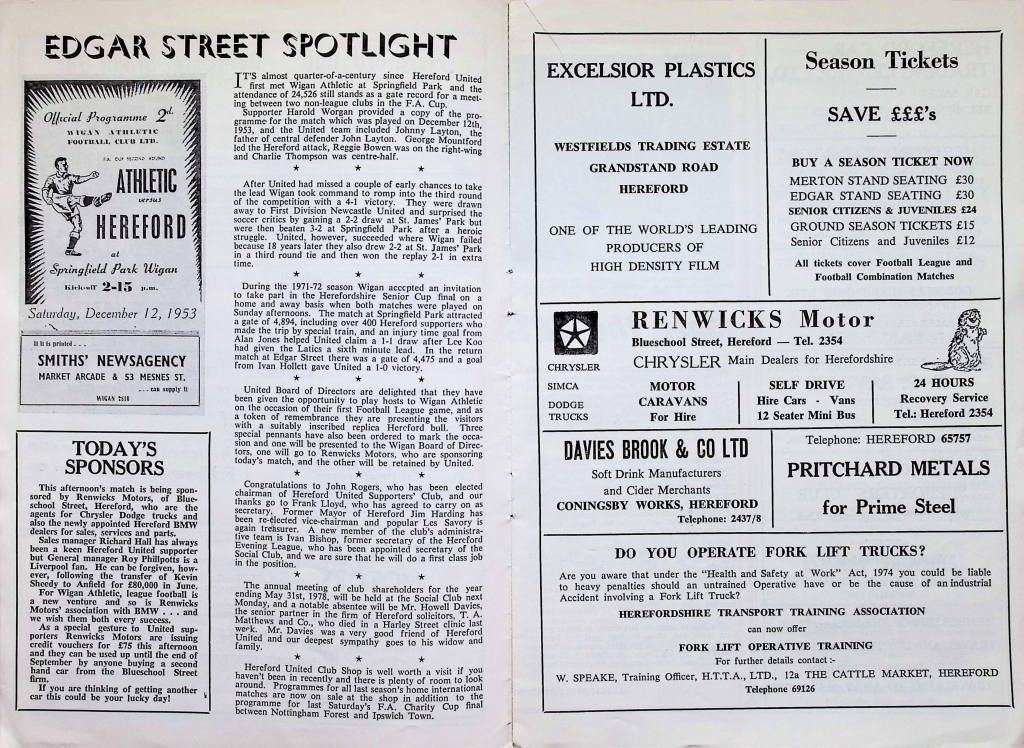 EDGAR STREET SPOTLIGHT
Official Programme 2d.
WIGAN ATHLETIC
FOOTBALL CLUB LTD.
F.A. CUP SECOND ROUND
ATHLETIC
versus
HEREFORD
at
Springfield Park Wigan
Kick-off 2-15 p.m.
Saturday, December 12, 1953
If it is printed . . .
SMITHS' NEWSAGENCY
MARKET ARCADE & 53 MESNES ST.
. . . can supply it
WIGAN 2510
TODAY'S
SPONSORS
This afternoon's match is being spon-
sored by Renwicks Motors, of Blue-
school Street, Hereford, who are the
agents for Chrysler Dodge trucks and
also the newly appointed Hereford BMW
dealers for sales, services and parts.
Sales manager Richard Hall has always
been a keen Hereford United supporter
but General manager Roy Phillpotts is a
Liverpool fan. He can be forgiven, how-
ever, following the transfer of Kevin
Sheedy to Anfield for £80,000 in June.
For Wigan Athletic, league football is
a new venture and so is Renwicks
Motors' association with BMW . . . and
we wish them both every success.
As a special gesture to United sup-
porters Renwicks Motors are issuing
credit vouchers for £75 this afternoon
and they can be used up until the end of
September by anyone buying a second
hand car from the Blueschool Street
firm.
If you are thinking of getting another
car this could be your lucky day!
IT'S almost quarter-of-a-century since Hereford United
first met Wigan Athletic at Springfield Park and the
attendance of 24,526 still stands as a gate record for a meet-
ing between two non-league clubs in the F.A. Cup.
Supporter Harold Worgan provided a copy of the pro-
gramme for the match which was played on December 12th,
1953, and the United team included Johnny Layton, the
father of central defender John Layton. George Mountford
led the Hereford attack, Reggie Bowen was on the right-wing
and Charlie Thompson was centre-half.
★ ★ ★
After United had missed a couple of early chances to take
the lead Wigan took command to romp into the third round
of the competition with a 4-1 victory. They were drawn
away to First Division Newcastle United and surprised the
soccer critics by gaining a 2-2 draw at St. James' Park but
were then beaten 3-2 at Springfield Park after a heroic
struggle. United, however, succeeded where Wigan failed
because 18 years later they also drew 2-2 at St. James' Park
in a third round tie and then won the replay 2-1 in extra
time.
★ ★ ★
During the 1971-72 season Wigan accepted an invitation
to take part in the Herefordshire Senior Cup final on a
home and away basis when both matches were played on
Sunday afternoons. The match at Springfield Park attracted
a gate of 4,894, including over 400 Hereford supporters who
made the trip by special train, and an injury time goal from
Alan Jones helped United claim a 1-1 draw after Lee Koo
had given the Latics a sixth minute lead. In the return
match at Edgar Street there was a gate of 4,475 and a goal
from Ivan Hollett gave United a 1-0 victory.
★ ★ ★
United Board of Directors are delighted that they have
been given the opportunity to play hosts to Wigan Athletic
on the occasion of their first Football League game, and as
a token of remembrance they are presenting the visitors
with a suitably inscribed replica Hereford bull. Three
special pennants have also been ordered to mark the occa-
sion and one will be presented to the Wigan Board of Direc-
tors, one will go to Renwicks Motors, who are sponsoring
today's match, and the other will be retained by United.
★ ★ ★
Congratulations to John Rogers, who has been elected
chairman of Hereford United Supporters' Club, and our
thanks go to Frank Lloyd, who has agreed to carry on as
secretary. Former Mayor of Hereford Jim Harding has
been re-elected vice-chairman and popular Les Savory is
again treasurer. A new member of the club's administra-
tive team is Ivan Bishop, former secretary of the Hereford
Evening League, who has been appointed secretary of the
Social Club, and we are sure that he will do a first class job
in the position.
★ ★ ★
The annual meeting of club shareholders for the year
ending May 31st, 1978, will be held at the Social Club next
Monday, and a notable absentee will be Mr. Howell Davies,
the senior partner in the firm of Hereford solicitors, T. A.
Matthews and Co., who died in a Harley Street clinic last
week. Mr. Davies was a very good friend of Hereford
United and our deepest sympathy goes to his widow and
family.
★ ★ ★
Hereford United Club Shop is well worth a visit if you
haven't been in recently and there is plenty of room to look
around. Programmes for all last season's home international
matches are now on sale at the shop in addition to the
programme for last Saturday's F.A. Charity Cup final
between Nottingham Forest and Ipswich Town.
EXCELSIOR PLASTICS
LTD.
WESTFIELDS TRADING ESTATE
GRANDSTAND ROAD
HEREFORD
ONE OF THE WORLD'S LEADING
PRODUCERS OF
HIGH DENSITY FILM
Season Tickets
SAVE £££'s
BUY A SEASON TICKET NOW
MERTON STAND SEATING £30
EDGAR STAND SEATING £30
SENIOR CITIZENS & JUVENILES £24
GROUND SEASON TICKETS £15
Senior Citizens and Juveniles £12
All tickets cover Football League and
Football Combination Matches
CHRYSLER
SIMCA
DODGE
TRUCKS
RENWICKS Motor
Blueschool Street, Hereford — Tel. 2354
CHRYSLER Main Dealers for Herefordshire
MOTOR
CARAVANS
For Hire
SELF DRIVE
Hire Cars - Vans
12 Seater Mini Bus
24 HOURS
Recovery Service
Tel.: Hereford 2354
DAVIES BROOK & CO LTD
Soft Drink Manufacturers
and Cider Merchants
CONINGSBY WORKS, HEREFORD
Telephone: 2437/8
Telephone: HEREFORD 65757
PRITCHARD METALS
for Prime Steel
DO YOU OPERATE FORK LIFT TRUCKS?
Are you aware that under the "Health and Safety at Work" Act, 1974 you could be liable
to heavy penalties should an untrained Operative have or be the cause of an industrial
Accident involving a Fork Lift Truck?
HEREFORDSHIRE TRANSPORT TRAINING ASSOCIATION
can now offer
FORK LIFT OPERATIVE TRAINING
For further details contact :-
W. SPEAKE, Training Officer, H.T.T.A., LTD., 12a THE CATTLE MARKET, HEREFORD
Telephone 69126